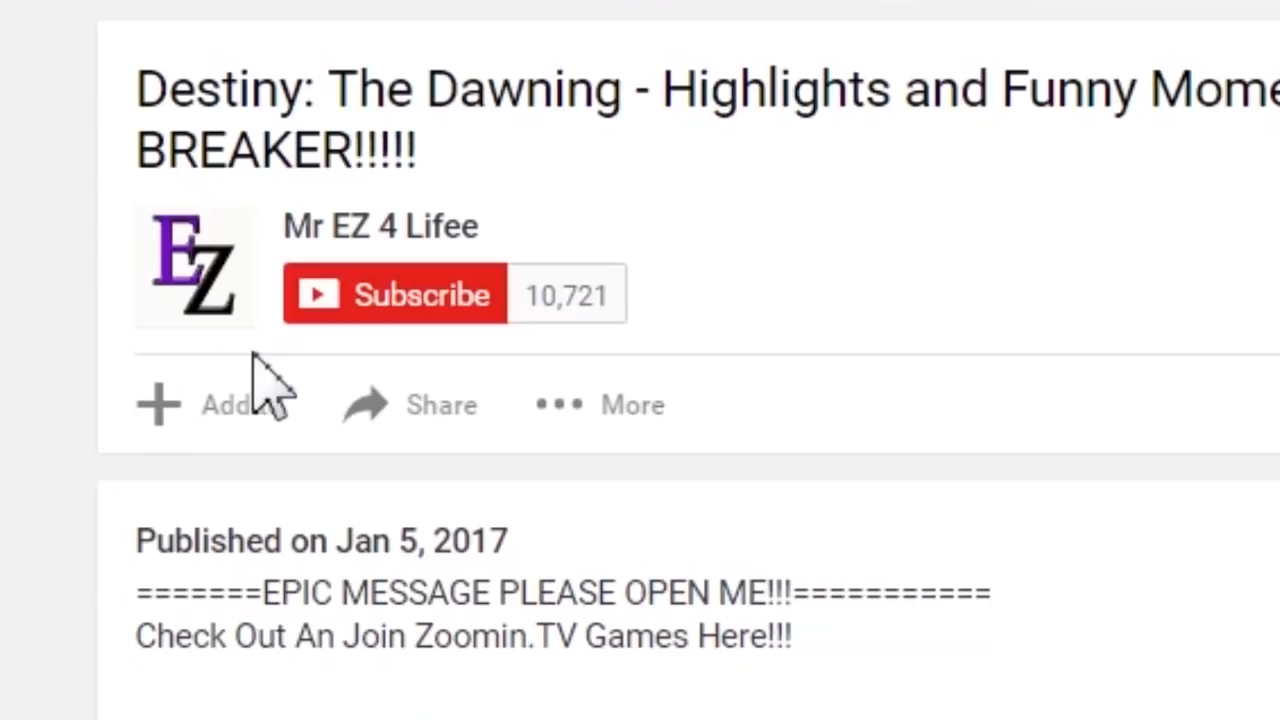 Destiny: The Dawning - Highlights and Funny
BREAKER!!!!!
EZ
Mr EZ 4 Lifee
Subscribe 10,721
Add Share More
Published on Jan 5, 2017
=======EPIC MESSAGE PLEASE OPEN ME!!!===========
Check Out An Join Zoomin.TV Games Here!!!